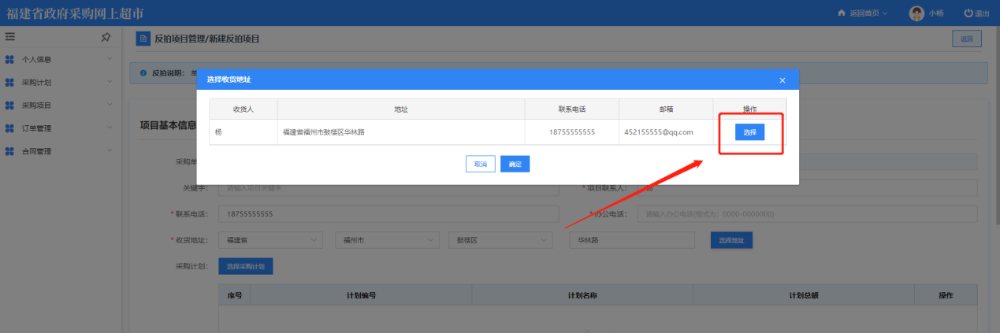 福建省政府采购网上超市
返回首页
小杨
退出
反拍项目管理/新建反拍项目
返回
个人信息
采购计划
采购项目
订单管理
合同管理
反拍说明： 单
选择收货地址
收货人 地址 联系电话 邮箱 操作
杨 福建省福州市鼓楼区华林路 18755555555 452155555@qq.com 选择
取消 确定
项目基本信息
采购单
关键字： 请输入项目关键字 *项目联系人： 杨
*联系电话： 18755555555 *办公电话： 请输入办公电话(格式为：0000-0000000)
*收货地址： 福建省 福州市 鼓楼区 华林路 选择地址
采购计划： 选择采购计划
序号 计划编号 计划名称 计划总额 操作